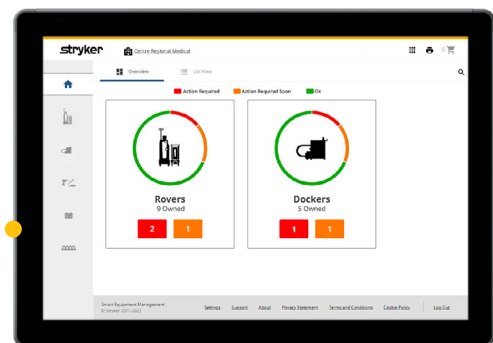 stryker
Centre Regional Medical
Overview
List View
Action Required
Action Required Soon
Ok
Rovers
9 Owned
2
1
Dockers
5 Owned
1
1
Smart Equipment Management
© Stryker 2017-2023
Settings
Support
About
Privacy Statement
Terms and Conditions
Cookie Policy
Log Out